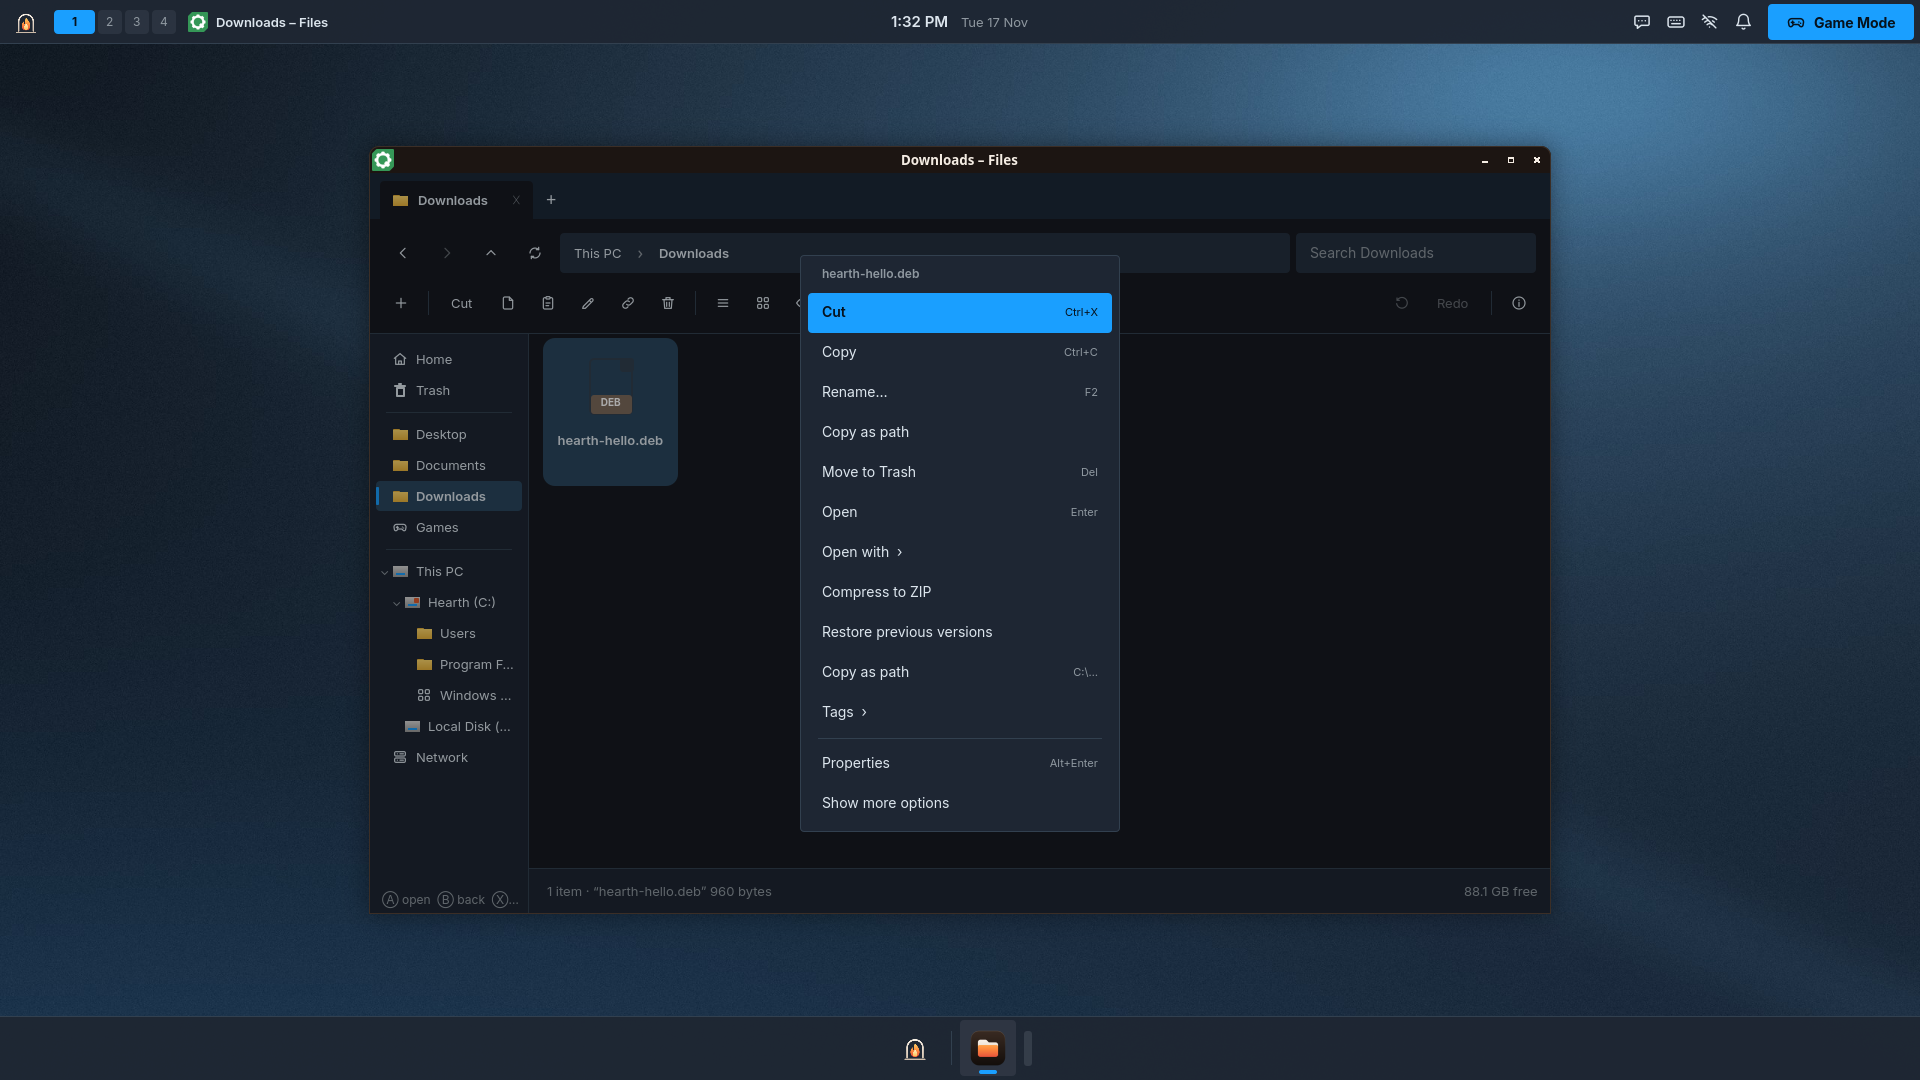 1 2 3 4 Downloads – Files 1:32 PM Tue 17 Nov Game Mode
Downloads – Files
Downloads X +
This PC › Downloads Search Downloads
Cut Redo
hearth-hello.deb
Cut Ctrl+X
Copy Ctrl+C
Rename... F2
Copy as path
Move to Trash Del
Open Enter
Open with ›
Compress to ZIP
Restore previous versions
Copy as path C:\...
Tags ›
Properties Alt+Enter
Show more options
Home
Trash
Desktop
Documents
Downloads
Games
This PC
Hearth (C:)
Users
Program F...
Windows ...
Local Disk (...
Network
A open B back X...
DEB
hearth-hello.deb
1 item · “hearth-hello.deb” 960 bytes 88.1 GB free